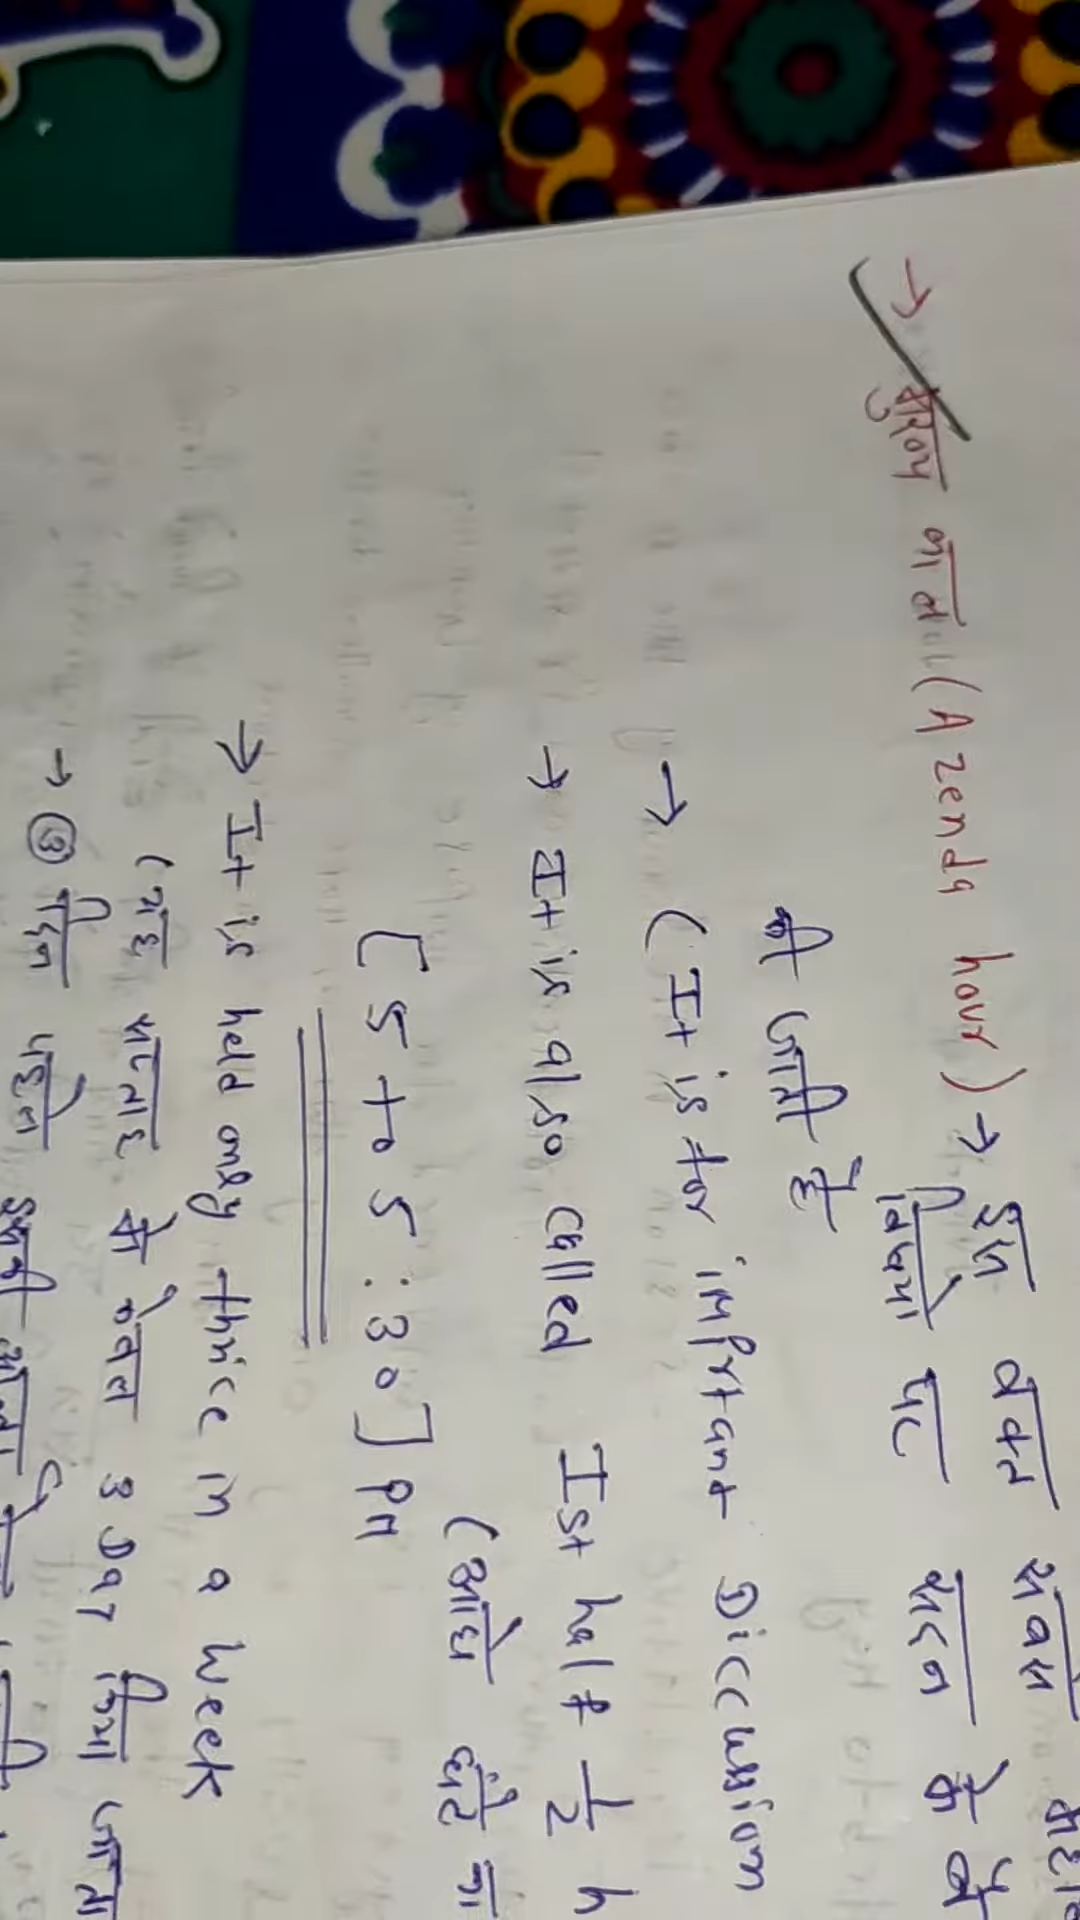 → मुख्य काल (Azenda hour) → इस वक्त सबसे
विषयो पर सदन के
की जाती है
→ (It is for imprtant Diccussion
→ It is also called Ist half 1/2 h
(आधे घंटे का
[5 to 5:30] PM
→ It is held only thrice in a week
(यह सप्ताह मे केवल 3 Day किया जाता
→ ③ दिन पहले